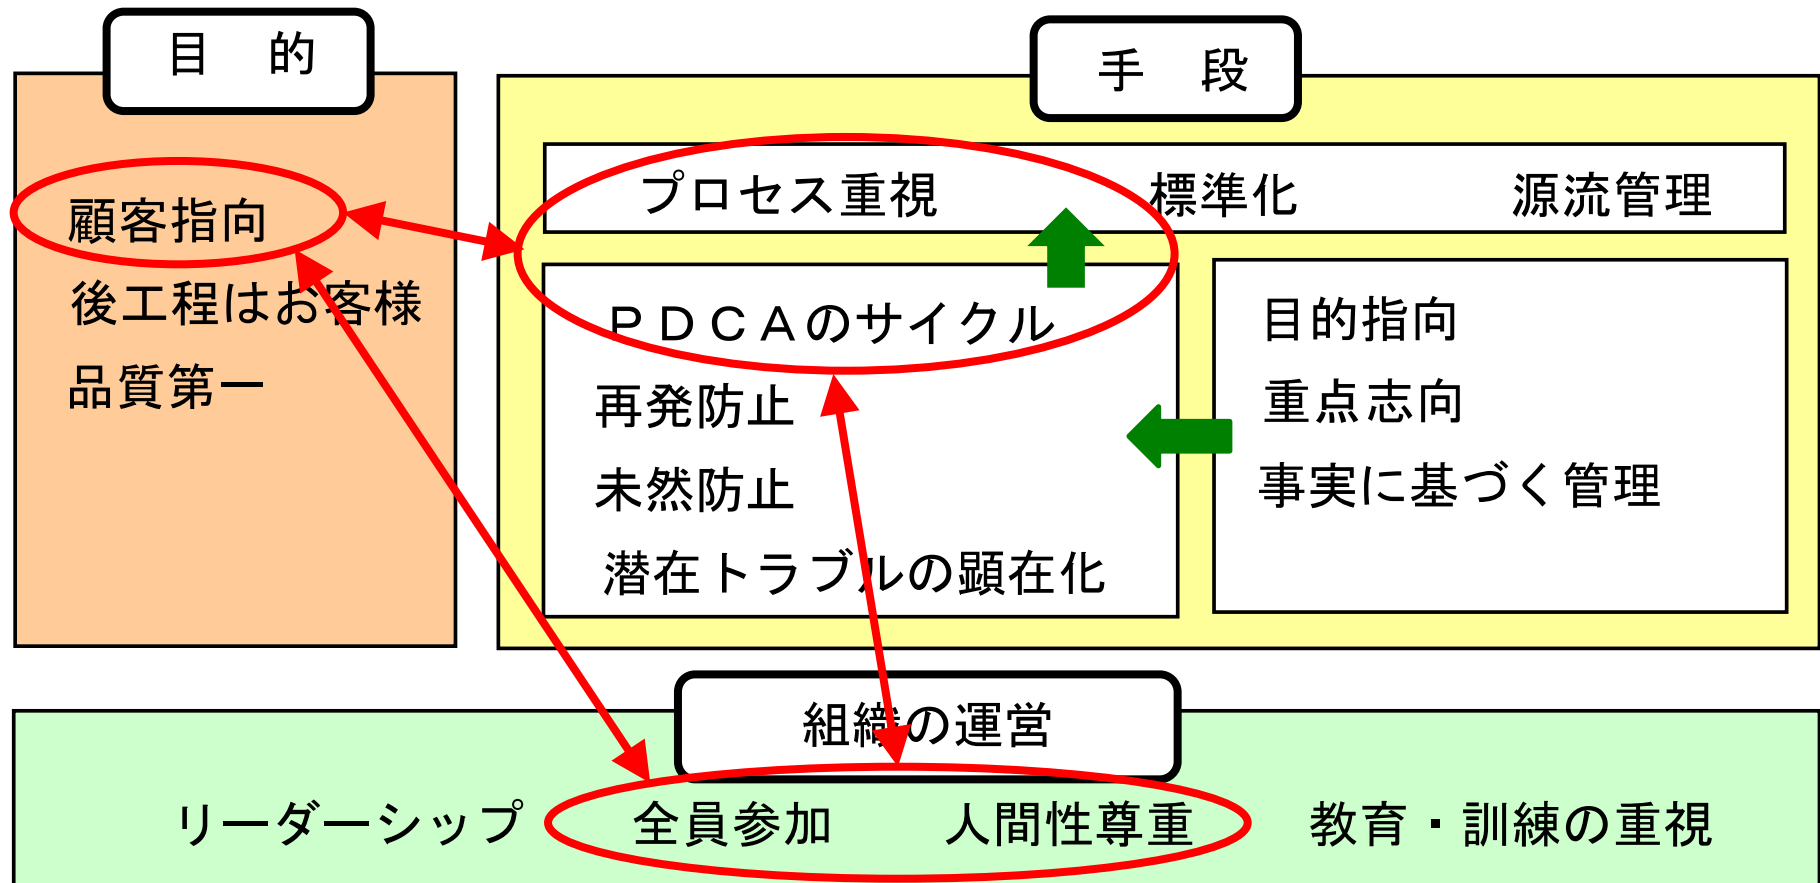 目 的
顧客指向
後工程はお客様
品質第一
手 段
プロセス重視 標準化 源流管理
ＰＤＣＡのサイクル
再発防止
未然防止
潜在トラブルの顕在化
目的指向
重点志向
事実に基づく管理
組織の運営
リーダーシップ 全員参加 人間性尊重 教育・訓練の重視